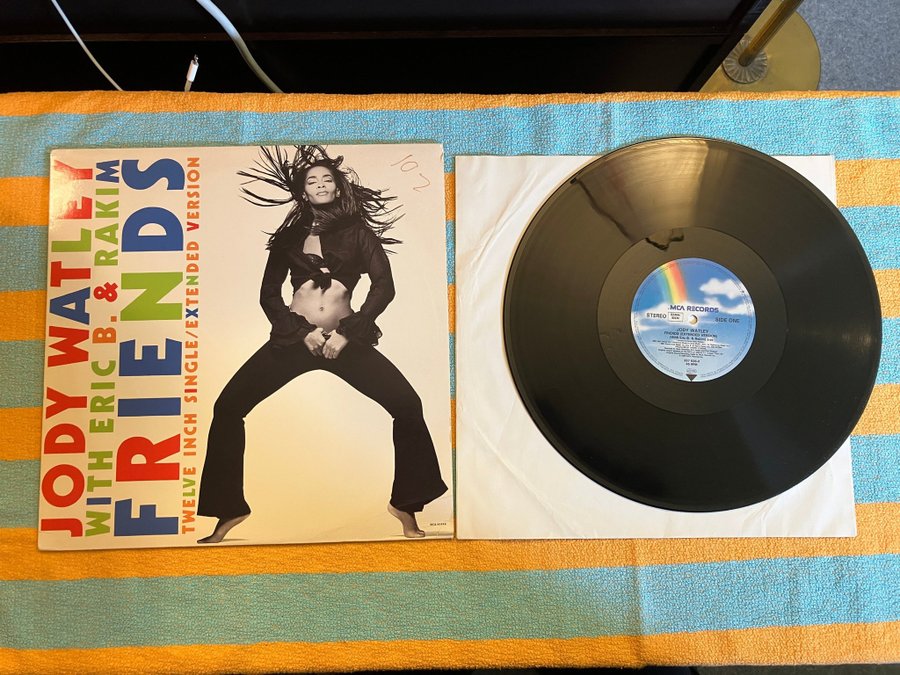 JODY WATLEY
WITH ERIC B. & RAKIM
FRIENDS
TWELVE INCH SINGLE/EXTENDED VERSION
102
MCA RECORDS
STEREO
SIDE ONE
JODY WATLEY
FRIENDS (EXTENDED VERSION)